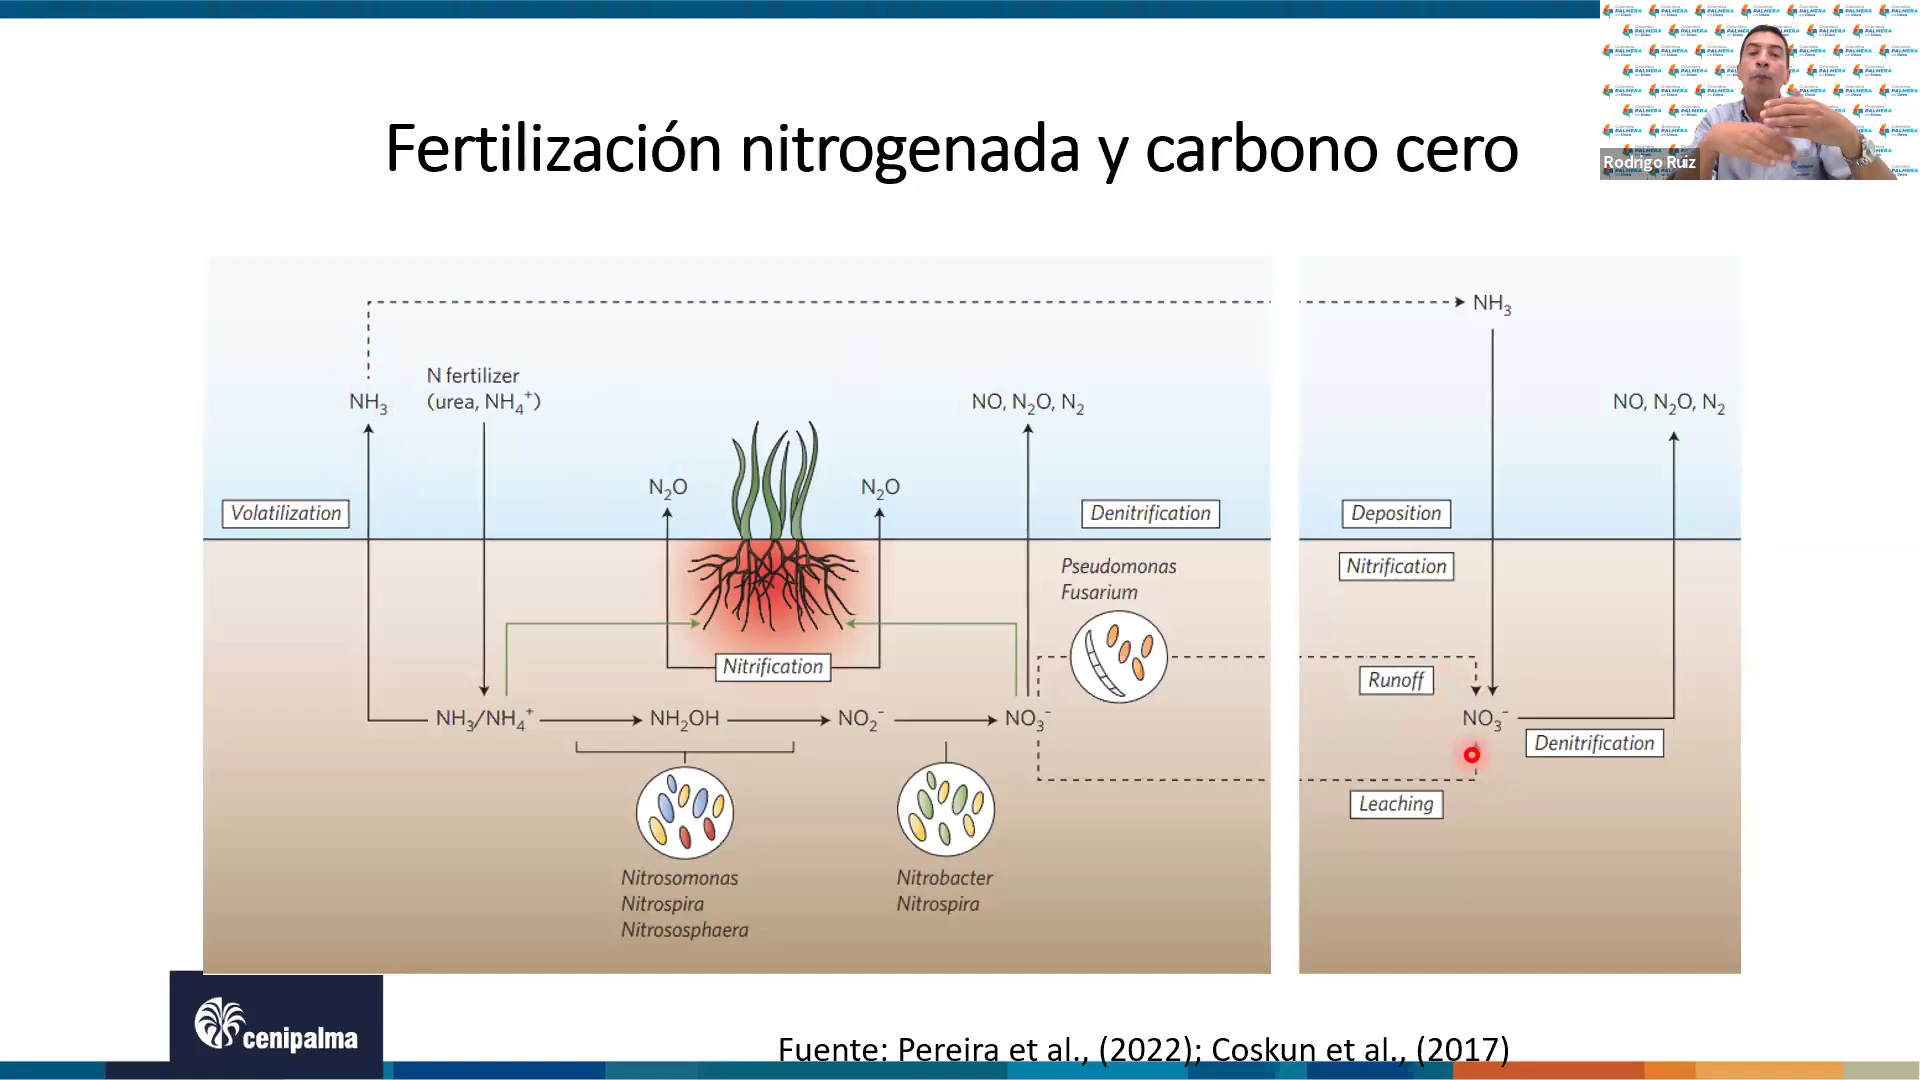 Fertilización nitrogenada y carbono cero
Rodrigo Ruiz
NH3
N fertilizer
(urea, NH4+)
NH3
NO, N2O, N2
NH3
NO, N2O, N2
N2O
N2O
Volatilization
Denitrification
Deposition
Nitrification
Pseudomonas
Fusarium
Nitrification
Runoff
NH3/NH4+
NH2OH
NO2-
NO3-
NO3-
Denitrification
Leaching
Nitrosomonas
Nitrospira
Nitrososphaera
Nitrobacter
Nitrospira
cenipalma
Fuente: Pereira et al., (2022); Coskun et al., (2017)